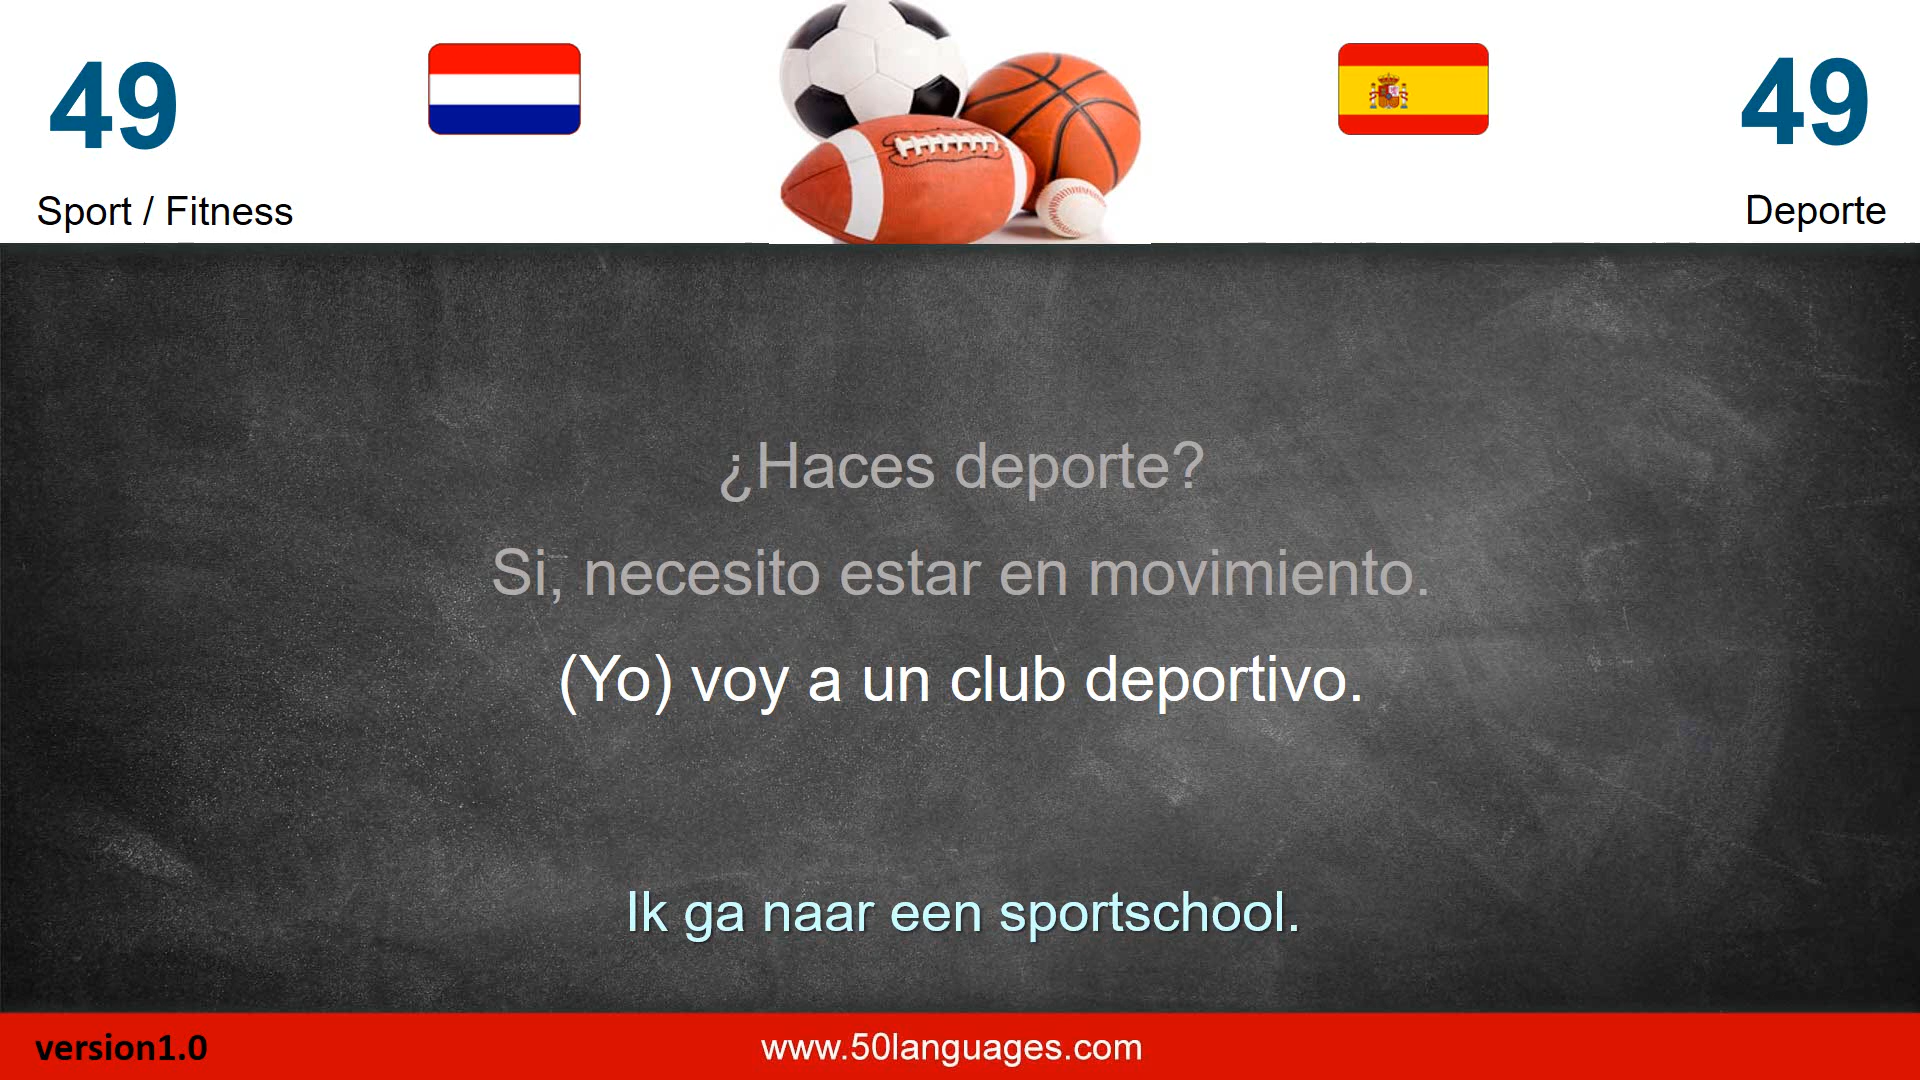 49
49
Sport / Fitness
Deporte
¿Haces deporte?
Si, necesito estar en movimiento.
(Yo) voy a un club deportivo.
Ik ga naar een sportschool.
version1.0
www.50languages.com